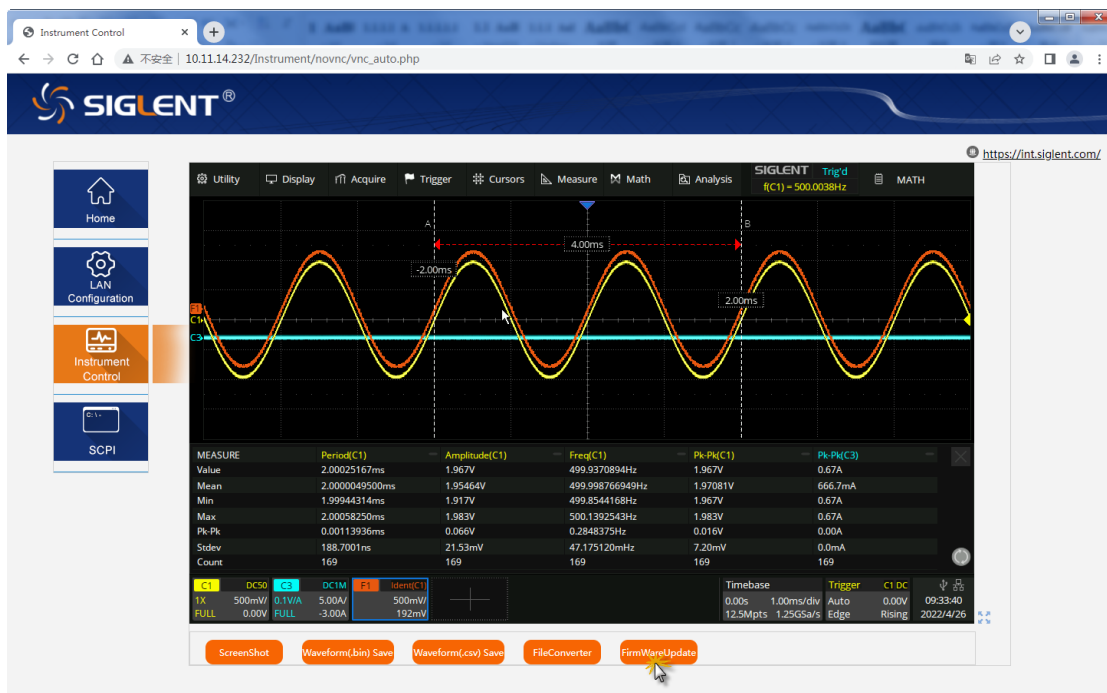 Instrument Control
不安全 | 10.11.14.232/Instrument/novnc/vnc_auto.php
SIGLENT®
https://int.siglent.com/
Home
LAN
Configuration
Instrument
Control
C:\-
SCPI
Utility Display Acquire Trigger Cursors Measure Math Analysis
SIGLENT Trig'd
f(C1) = 500.0038Hz
MATH
A B
4.00ms
-2.00ms
2.00ms
F1
C1
C3
MEASURE Period(C1) Amplitude(C1) Freq(C1) Pk-Pk(C1) Pk-Pk(C3)
Value 2.00025167ms 1.967V 499.9370894Hz 1.967V 0.67A
Mean 2.0000049500ms 1.95464V 499.998766949Hz 1.97081V 666.7mA
Min 1.99944314ms 1.917V 499.8544168Hz 1.967V 0.67A
Max 2.00058250ms 1.983V 500.1392543Hz 1.983V 0.67A
Pk-Pk 0.00113936ms 0.066V 0.2848375Hz 0.016V 0.00A
Stdev 188.7001ns 21.53mV 47.175120mHz 7.20mV 0.0mA
Count 169 169 169 169 169
C1 DC50 C3 DC1M F1 Ident(C1) Timebase Trigger C1 DC
1X 500mV/ 0.1V/A 5.00A/ 500mV/ 0.00s 1.00ms/div Auto 0.00V 09:33:40
FULL 0.00V FULL -3.00A 192mV 12.5Mpts 1.25GSa/s Edge Rising 2022/4/26
ScreenShot Waveform(.bin) Save Waveform(.csv) Save FileConverter FirmWareUpdate